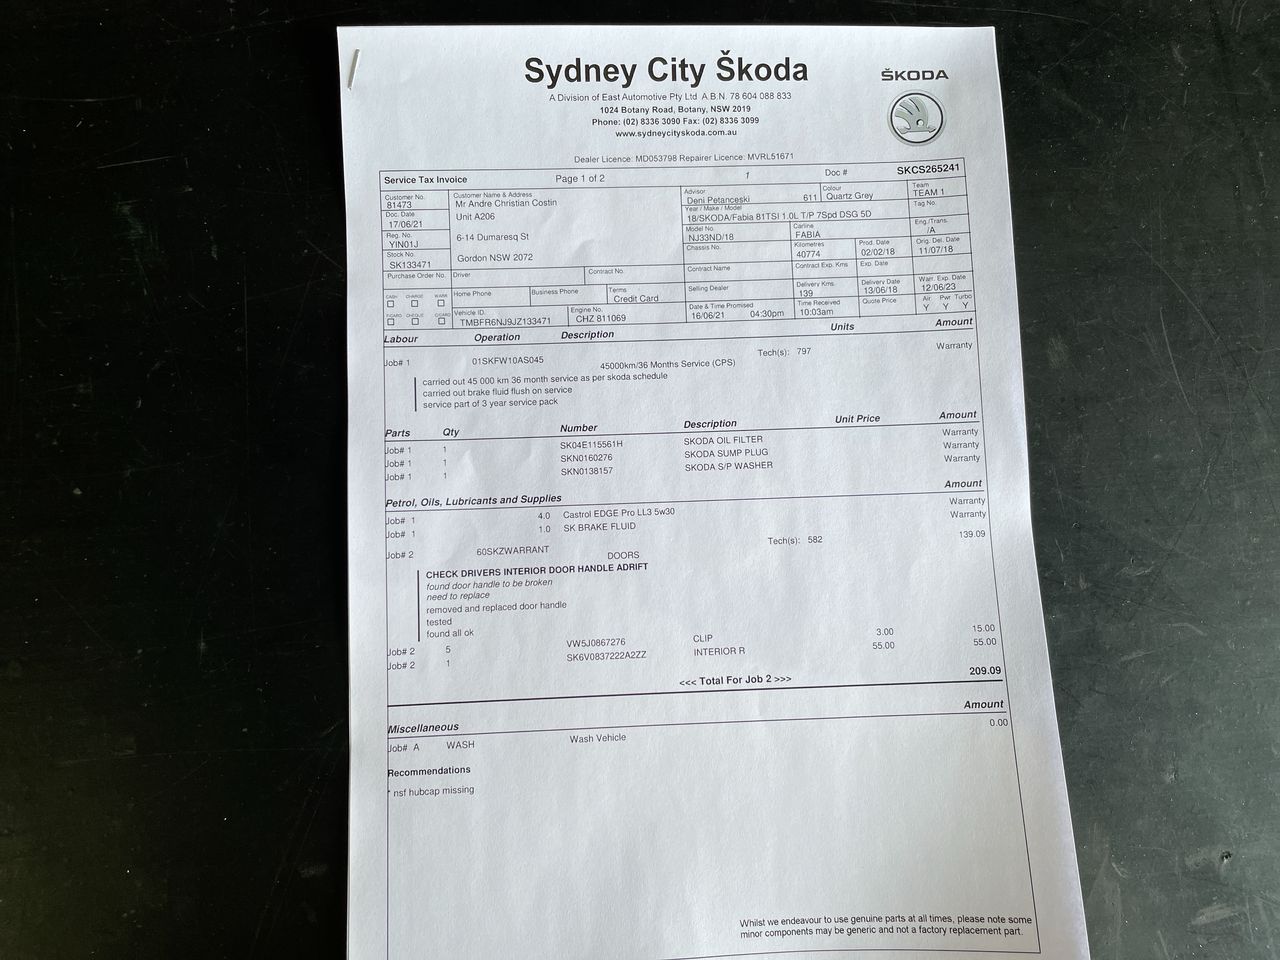 Sydney City Škoda
ŠKODA
A Division of East Automotive Pty Ltd A.B.N. 78 604 088 833
1024 Botany Road, Botany, NSW 2019
Phone: (02) 8336 3090 Fax: (02) 8336 3099
www.sydneycityskoda.com.au
Dealer Licence: MD053798 Repairer Licence: MVRL51671
Service Tax Invoice Page 1 of 2 1 Doc # SKCS265241
Customer No. 81473
Customer Name & Address
Mr Andre Christian Costin
Unit A206
6-14 Dumaresq St
Gordon NSW 2072
Advisor Deni Petanceski 611
Colour Quartz Grey
Team TEAM 1
Doc. Date 17/06/21
Year / Make / Model
18/SKODA/Fabia 81TSI 1.0L T/P 7Spd DSG 5D
Tag No.
Reg. No. YIN01J
Model No. NJ33ND/18
Carline FABIA
Eng./Trans. /A
Stock No. SK133471
Chassis No.
Kilometres 40774
Prod. Date 02/02/18
Orig. Del. Date 11/07/18
Purchase Order No.
Driver
Contract No.
Contract Name
Contract Exp. Kms
Exp. Date
CASH CHARGE WARR
Home Phone
Business Phone
Terms Credit Card
Selling Dealer
Delivery Kms. 139
Delivery Date 13/06/18
Warr. Exp. Date 12/06/23
CHEQUE
Vehicle ID. TMBFR6NJ9JZ133471
Engine No. CHZ 811069
Date & Time Promised 16/06/21 04:30pm
Time Received 10:03am
Quote Price
Air Y Pwr Y Turbo Y
Labour Operation Description Units Amount
Job# 1 01SKFW10AS045 45000km/36 Months Service (CPS) Tech(s): 797 Warranty
carried out 45 000 km 36 month service as per skoda schedule
carried out brake fluid flush on service
service part of 3 year service pack
Parts Qty Number Description Unit Price Amount
Job# 1 1 SK04E115561H SKODA OIL FILTER Warranty
Job# 1 1 SKN0160276 SKODA SUMP PLUG Warranty
Job# 1 1 SKN0138157 SKODA S/P WASHER Warranty
Petrol, Oils, Lubricants and Supplies Amount
Job# 1 4.0 Castrol EDGE Pro LL3 5w30 Warranty
Job# 1 1.0 SK BRAKE FLUID Warranty
Job# 2 60SKZWARRANT DOORS Tech(s): 582 139.09
CHECK DRIVERS INTERIOR DOOR HANDLE ADRIFT
found door handle to be broken
need to replace
removed and replaced door handle
tested
found all ok
Job# 2 5 VW5J0867276 CLIP 3.00 15.00
Job# 2 1 SK6V0837222A2ZZ INTERIOR R 55.00 55.00
<<< Total For Job 2 >>> 209.09
Miscellaneous Amount
Job# A WASH Wash Vehicle 0.00
Recommendations
* nsf hubcap missing
Whilst we endeavour to use genuine parts at all times, please note some
minor components may be generic and not a factory replacement part.